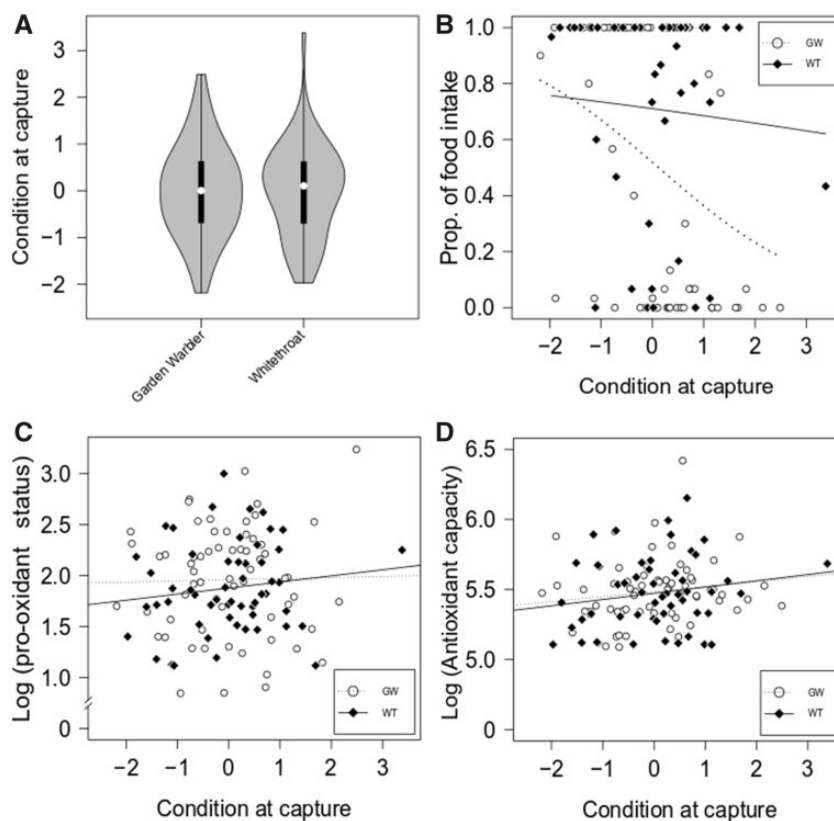 A
Condition at capture
3
2
1
0
−1
−2
Garden Warbler
Whitethroat
B
Prop. of food intake
1.0
0.8
0.6
0.4
0.2
0.0
GW
WT
−2 −1 0 1 2 3
Condition at capture
C
Log (pro-oxidant status)
3.0
2.5
2.0
1.5
1.0
0
GW
WT
−2 −1 0 1 2 3
Condition at capture
D
Log (Antioxidant capacity)
6.5
6.0
5.5
5.0
0
GW
WT
−2 −1 0 1 2 3
Condition at capture